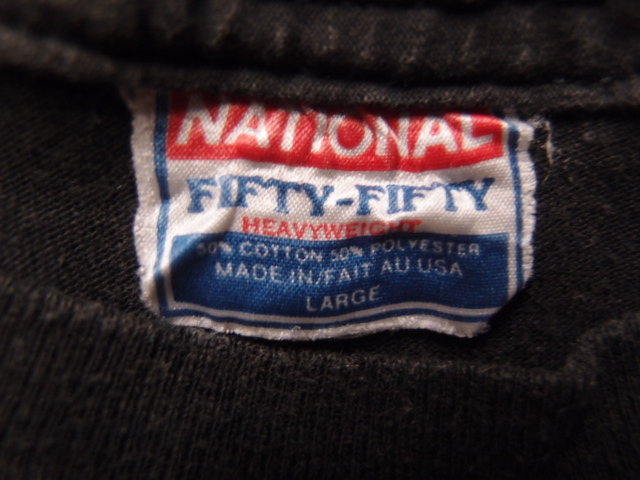 NATIONAL
FIFTY-FIFTY
HEAVYWEIGHT
50% COTTON 50% POLYESTER
MADE IN/FAIT AU USA
LARGE